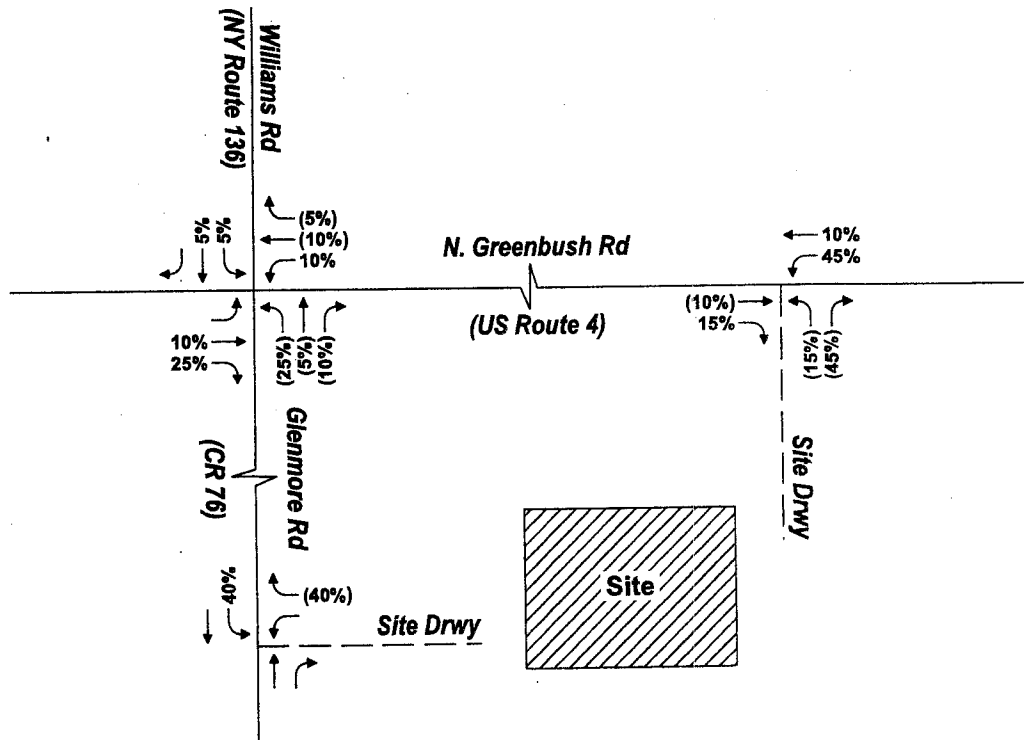 Williams Rd
(NY Route 136)
5%
5%
(5%)
(10%)
10%
N. Greenbush Rd
(US Route 4)
10%
45%
(10%)
15%
(15%)
(45%)
10%
25%
(25%)
(5%)
(10%)
Glenmore Rd
(CR 76)
Site Drwy
40%
(40%)
Site Drwy
Site